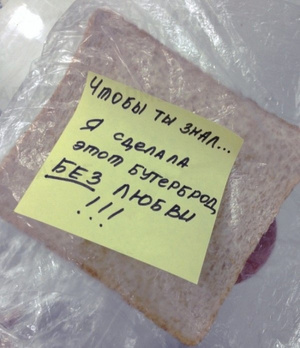 Чтобы ты знал...
Я сделала
этот бутерброд
БЕЗ любви
!!!